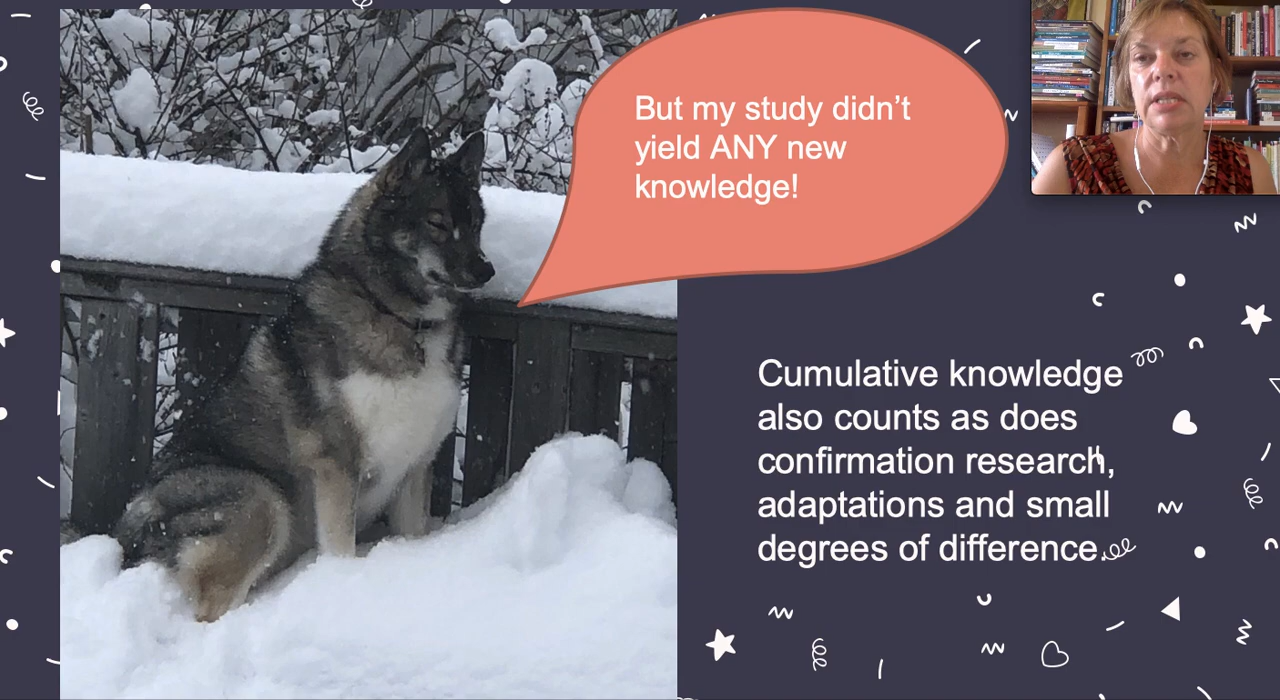 But my study didn’t
yield ANY new
knowledge!
Cumulative knowledge
also counts as does
confirmation research,
adaptations and small
degrees of difference.